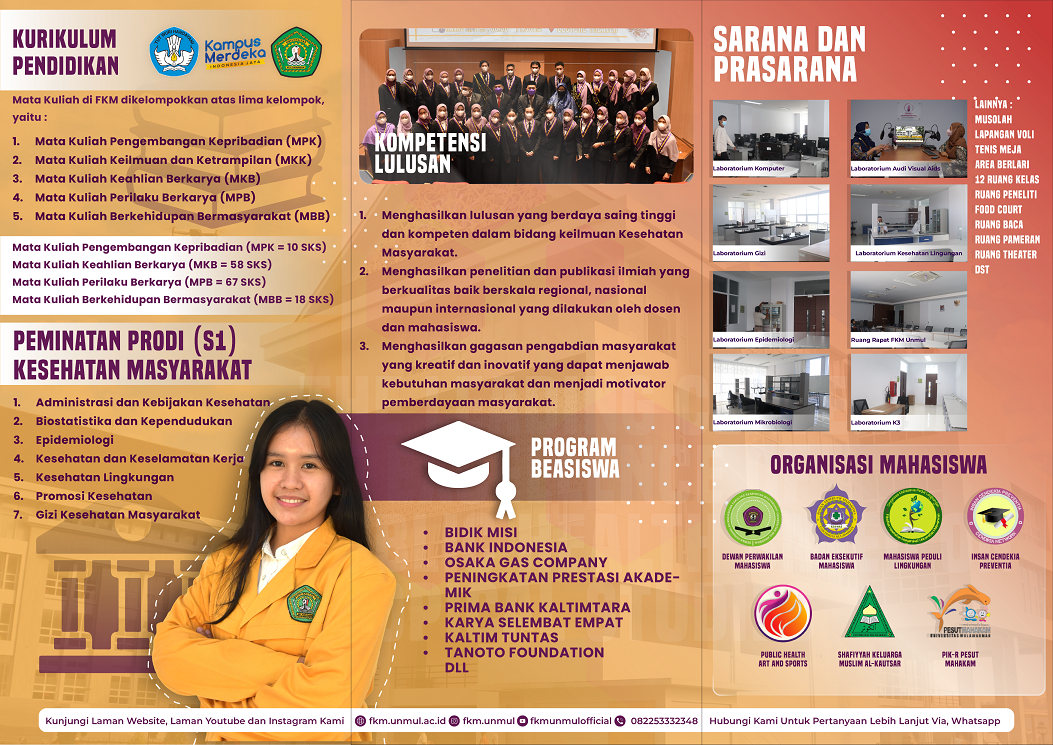 KURIKULUM
PENDIDIKAN
Kampus
Merdeka
INDONESIA JAYA
Mata Kuliah di FKM dikelompokkan atas lima kelompok,
yaitu :
1. Mata Kuliah Pengembangan Kepribadian (MPK)
2. Mata Kuliah Keilmuan dan Ketrampilan (MKK)
3. Mata Kuliah Keahlian Berkarya (MKB)
4. Mata Kuliah Perilaku Berkarya (MPB)
5. Mata Kuliah Berkehidupan Bermasyarakat (MBB)
Mata Kuliah Pengembangan Kepribadian (MPK = 10 SKS)
Mata Kuliah Keahlian Berkarya (MKB = 58 SKS)
Mata Kuliah Perilaku Berkarya (MPB = 67 SKS)
Mata Kuliah Berkehidupan Bermasyarakat (MBB = 18 SKS)
PEMINATAN PRODI (S1)
KESEHATAN MASYARAKAT
1. Administrasi dan Kebijakan Kesehatan
2. Biostatistika dan Kependudukan
3. Epidemiologi
4. Kesehatan dan Keselamatan Kerja
5. Kesehatan Lingkungan
6. Promosi Kesehatan
7. Gizi Kesehatan Masyarakat
KOMPETENSI
LULUSAN
1. Menghasilkan lulusan yang berdaya saing tinggi
dan kompeten dalam bidang keilmuan Kesehatan
Masyarakat.
2. Menghasilkan penelitian dan publikasi ilmiah yang
berkualitas baik berskala regional, nasional
maupun internasional yang dilakukan oleh dosen
dan mahasiswa.
3. Menghasilkan gagasan pengabdian masyarakat
yang kreatif dan inovatif yang dapat menjawab
kebutuhan masyarakat dan menjadi motivator
pemberdayaan masyarakat.
PROGRAM
BEASISWA
• BIDIK MISI
• BANK INDONESIA
• OSAKA GAS COMPANY
• PENINGKATAN PRESTASI AKADE-
MIK
• PRIMA BANK KALTIMTARA
• KARYA SELEMBAT EMPAT
• KALTIM TUNTAS
• TANOTO FOUNDATION
DLL
SARANA DAN
PRASARANA
Laboratorium Komputer
Laboratorium Audi Visual Aids
Laboratorium Gizi
Laboratorium Kesehatan Lingungan
Laboratorium Epidemiologi
Ruang Rapat FKM Unmul
Laboratorium Mikrobiologi
Laboratorium K3
LAINNYA :
MUSOLAH
LAPANGAN VOLI
TENIS MEJA
AREA BERLARI
12 RUANG KELAS
RUANG PENELITI
FOOD COURT
RUANG BACA
RUANG PAMERAN
RUANG THEATER
DST
ORGANISASI MAHASISWA
DEWAN PERWAKILAN
MAHASISWA
BADAN EKSEKUTIF
MAHASISWA
MAHASISWA PEDULI
LINGKUNGAN
INSAN CENDEKIA
PREVENTIA
PESUT MAHAKAM
UNIVERSITAS MULAWARMAN
PUBLIC HEALTH
ART AND SPORTS
SHAFIYYAH KELUARGA
MUSLIM AL-KAUTSAR
PIK-R PESUT
MAHAKAM
Kunjungi Laman Website, Laman Youtube dan Instagram Kami fkm.unmul.ac.id fkm.unmul fkmunmulofficial 082253332348 Hubungi Kami Untuk Pertanyaan Lebih Lanjut Via, Whatsapp